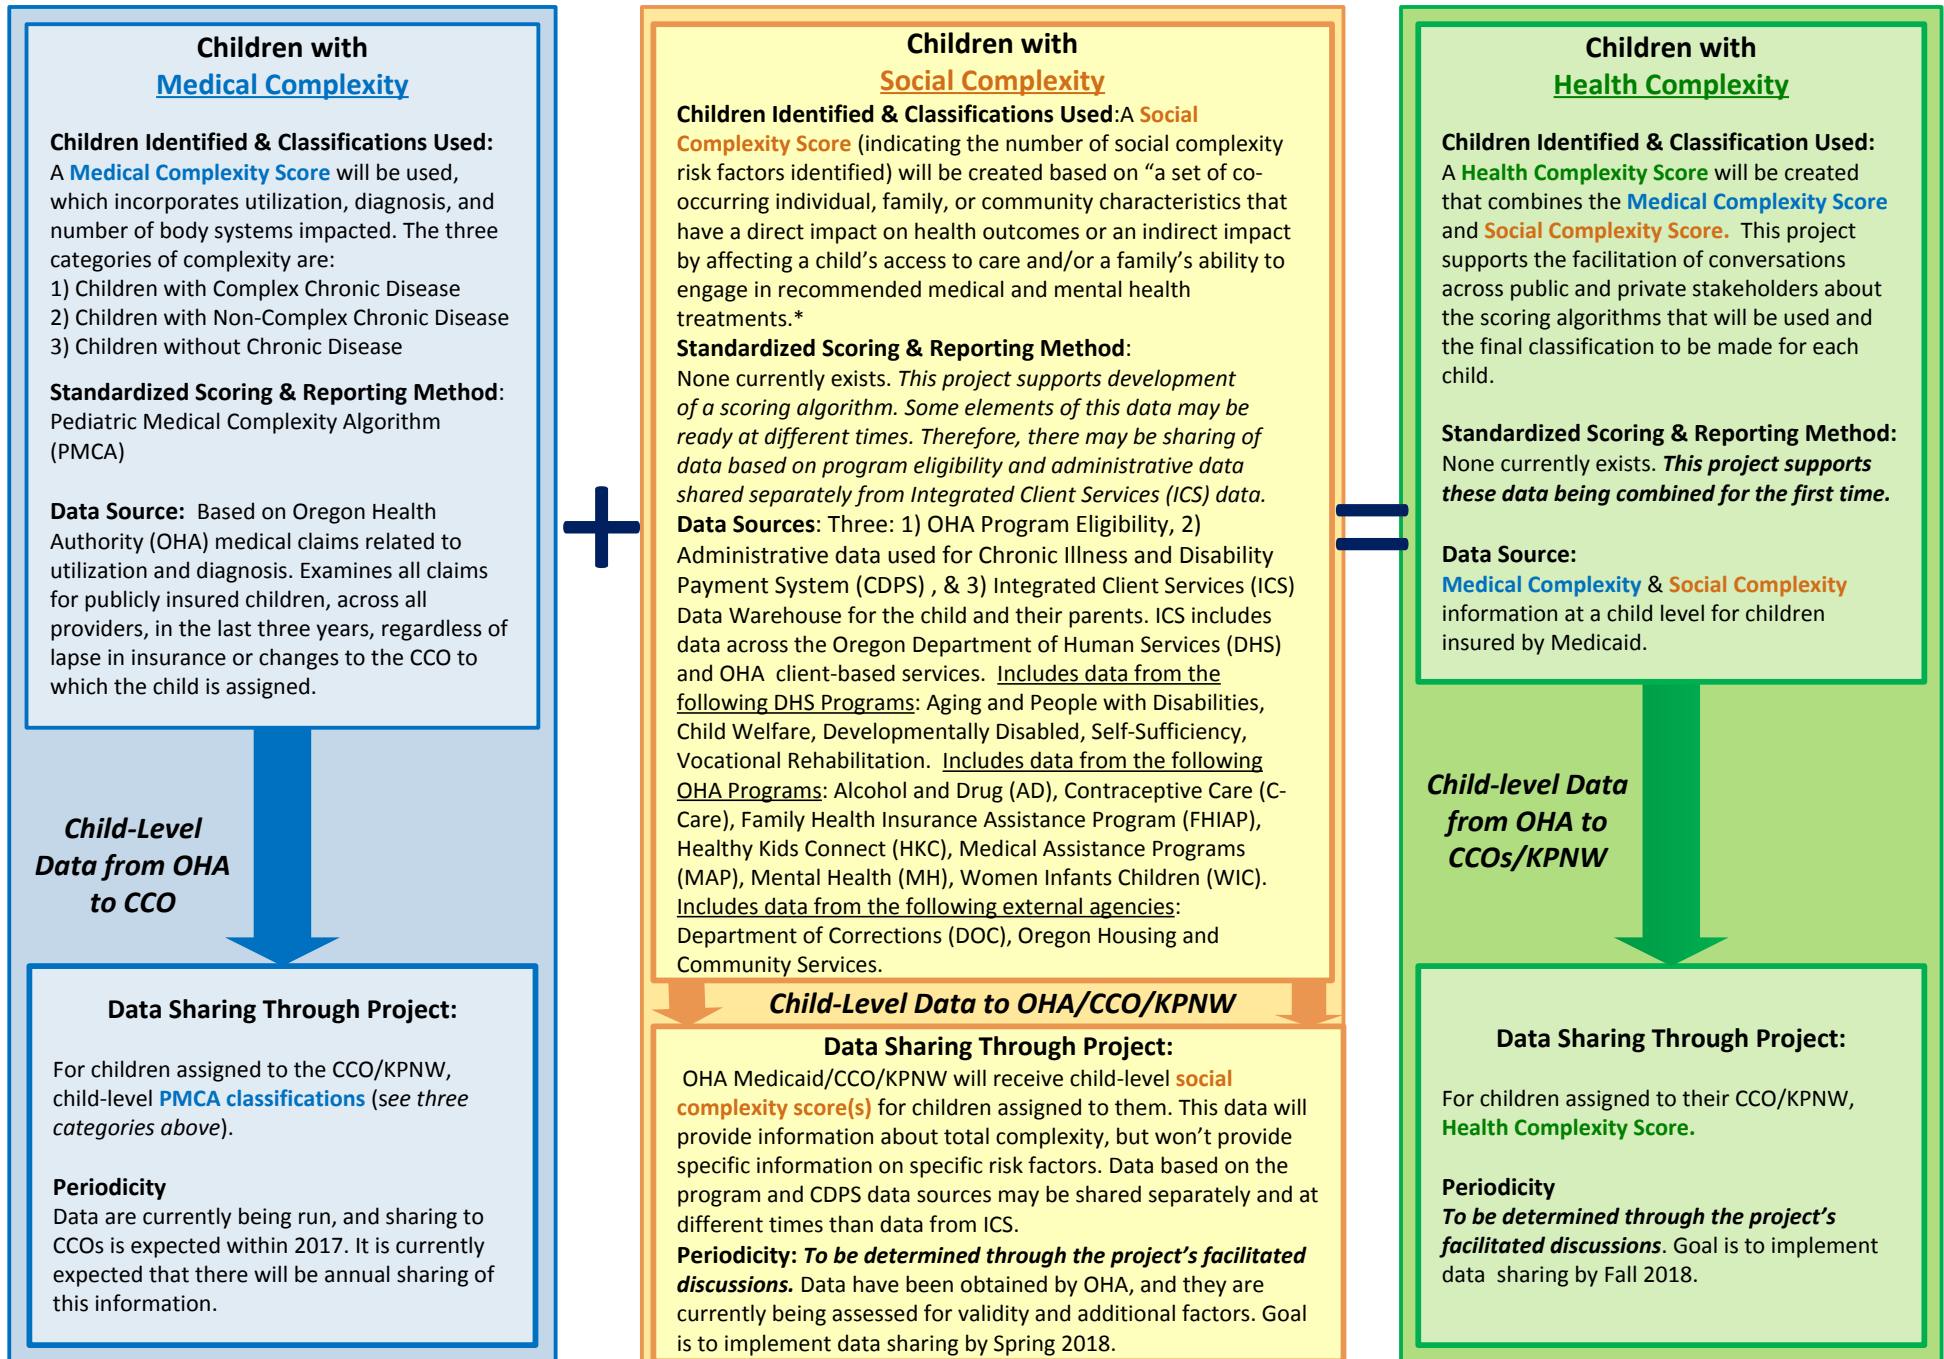 Children with
Medical Complexity
Children Identified & Classifications Used:
A Medical Complexity Score will be used,
which incorporates utilization, diagnosis, and
number of body systems impacted. The three
categories of complexity are:
1) Children with Complex Chronic Disease
2) Children with Non-Complex Chronic Disease
3) Children without Chronic Disease
Standardized Scoring & Reporting Method:
Pediatric Medical Complexity Algorithm
(PMCA)
Data Source: Based on Oregon Health
Authority (OHA) medical claims related to
utilization and diagnosis. Examines all claims
for publicly insured children, across all
providers, in the last three years, regardless of
lapse in insurance or changes to the CCO to
which the child is assigned.
Child-Level
Data from OHA
to CCO
Data Sharing Through Project:
For children assigned to the CCO/KPNW,
child-level PMCA classifications (see three
categories above).
Periodicity
Data are currently being run, and sharing to
CCOs is expected within 2017. It is currently
expected that there will be annual sharing of
this information.
+
Children with
Social Complexity
Children Identified & Classifications Used:A Social
Complexity Score (indicating the number of social complexity
risk factors identified) will be created based on “a set of co-
occurring individual, family, or community characteristics that
have a direct impact on health outcomes or an indirect impact
by affecting a child’s access to care and/or a family’s ability to
engage in recommended medical and mental health
treatments.*
Standardized Scoring & Reporting Method:
None currently exists. This project supports development
of a scoring algorithm. Some elements of this data may be
ready at different times. Therefore, there may be sharing of
data based on program eligibility and administrative data
shared separately from Integrated Client Services (ICS) data.
Data Sources: Three: 1) OHA Program Eligibility, 2)
Administrative data used for Chronic Illness and Disability
Payment System (CDPS) , & 3) Integrated Client Services (ICS)
Data Warehouse for the child and their parents. ICS includes
data across the Oregon Department of Human Services (DHS)
and OHA client-based services. Includes data from the
following DHS Programs: Aging and People with Disabilities,
Child Welfare, Developmentally Disabled, Self-Sufficiency,
Vocational Rehabilitation. Includes data from the following
OHA Programs: Alcohol and Drug (AD), Contraceptive Care (C-
Care), Family Health Insurance Assistance Program (FHIAP),
Healthy Kids Connect (HKC), Medical Assistance Programs
(MAP), Mental Health (MH), Women Infants Children (WIC).
Includes data from the following external agencies:
Department of Corrections (DOC), Oregon Housing and
Community Services.
Child-Level Data to OHA/CCO/KPNW
Data Sharing Through Project:
OHA Medicaid/CCO/KPNW will receive child-level social
complexity score(s) for children assigned to them. This data will
provide information about total complexity, but won’t provide
specific information on specific risk factors. Data based on the
program and CDPS data sources may be shared separately and at
different times than data from ICS.
Periodicity: To be determined through the project’s facilitated
discussions. Data have been obtained by OHA, and they are
currently being assessed for validity and additional factors. Goal
is to implement data sharing by Spring 2018.
=
Children with
Health Complexity
Children Identified & Classification Used:
A Health Complexity Score will be created
that combines the Medical Complexity Score
and Social Complexity Score. This project
supports the facilitation of conversations
across public and private stakeholders about
the scoring algorithms that will be used and
the final classification to be made for each
child.
Standardized Scoring & Reporting Method:
None currently exists. This project supports
these data being combined for the first time.
Data Source:
Medical Complexity & Social Complexity
information at a child level for children
insured by Medicaid.
Child-level Data
from OHA to
CCOs/KPNW
Data Sharing Through Project:
For children assigned to their CCO/KPNW,
Health Complexity Score.
Periodicity
To be determined through the project’s
facilitated discussions. Goal is to implement
data sharing by Fall 2018.